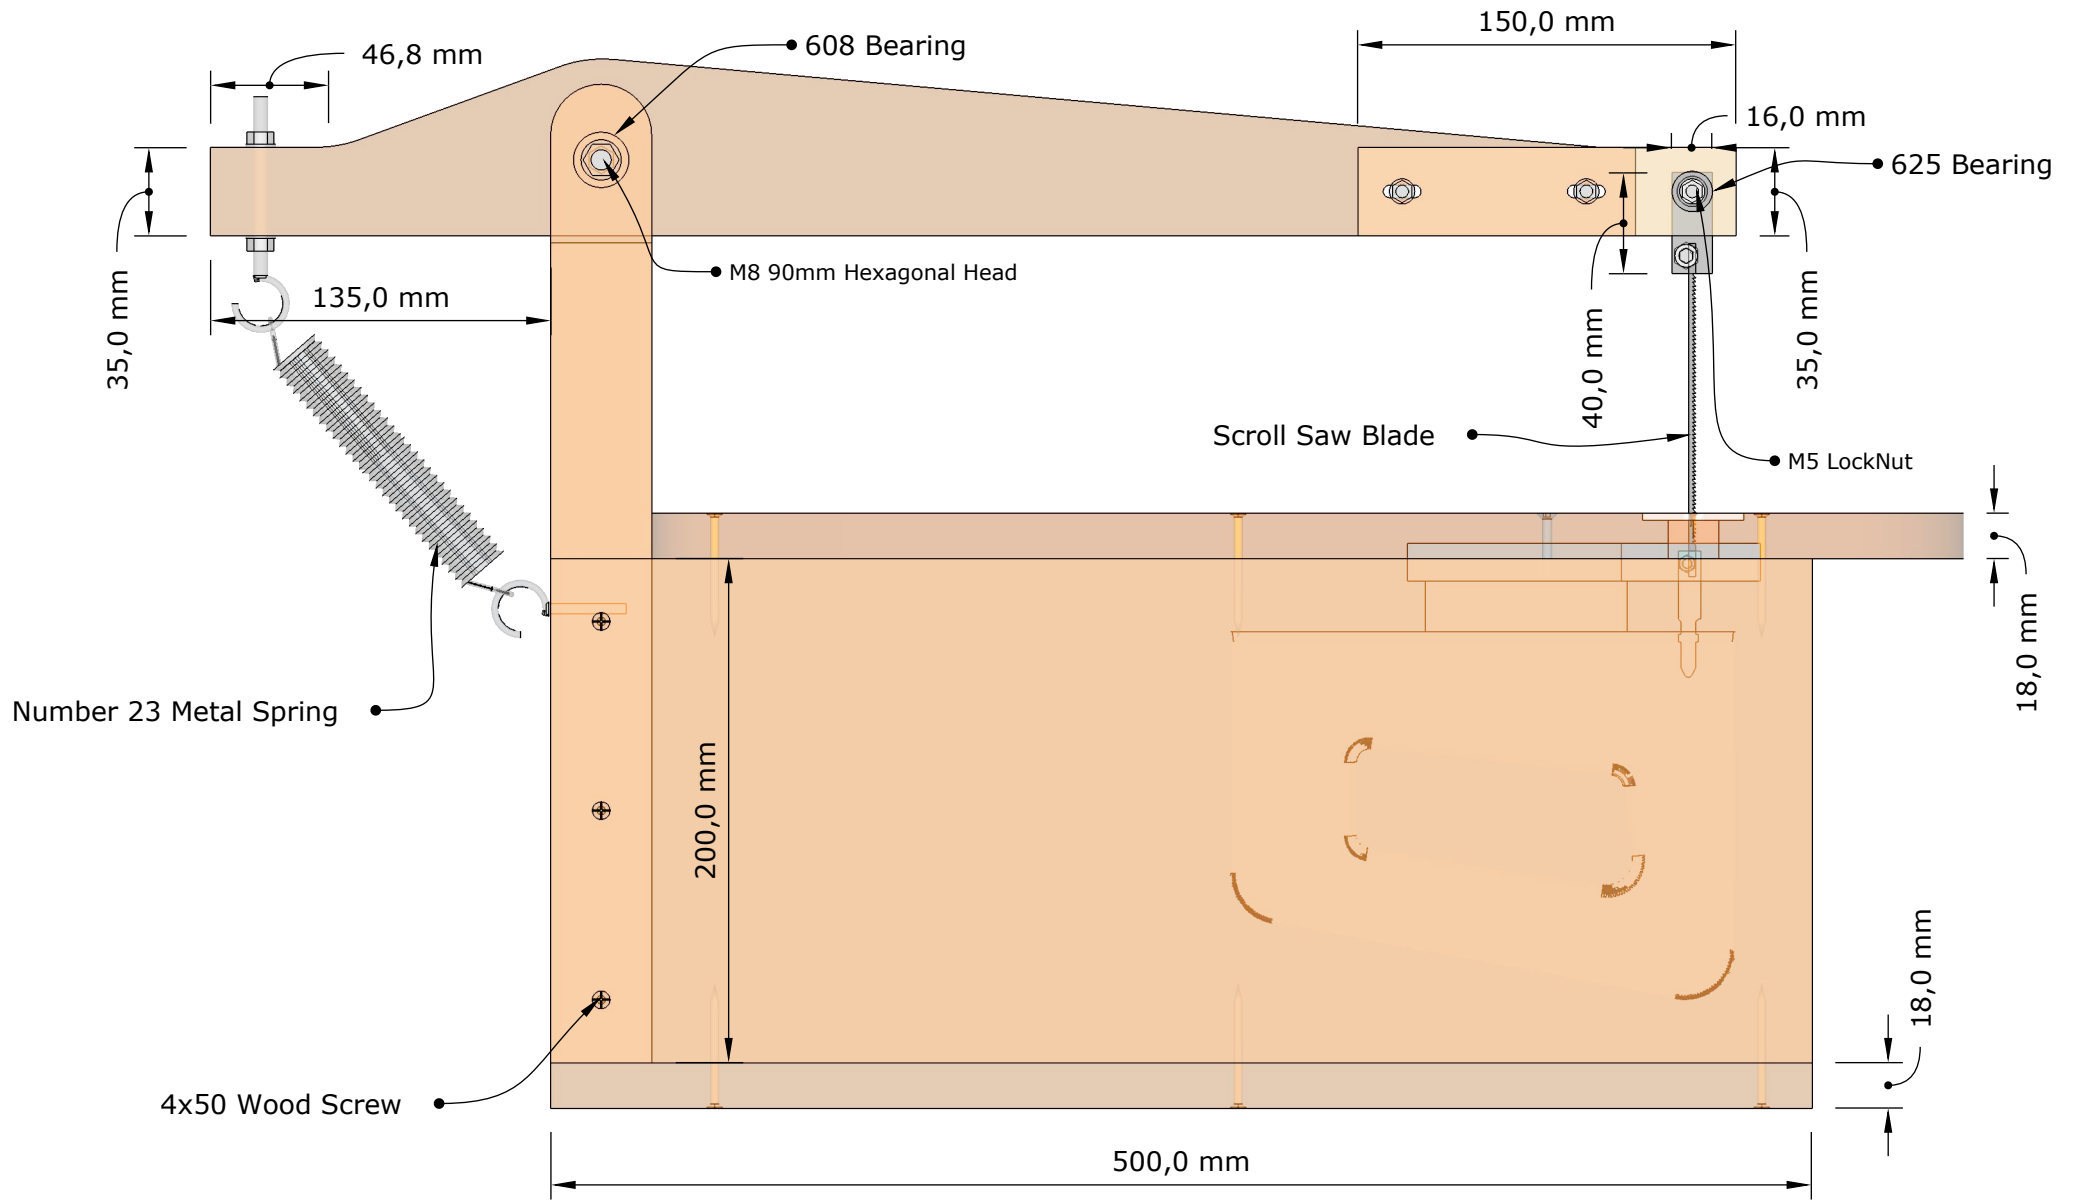 150,0 mm
46,8 mm
608 Bearing
16,0 mm
625 Bearing
M8 90mm Hexagonal Head
135,0 mm
35,0 mm
40,0 mm
35,0 mm
Scroll Saw Blade
M5 LockNut
18,0 mm
Number 23 Metal Spring
200,0 mm
18,0 mm
4x50 Wood Screw
500,0 mm